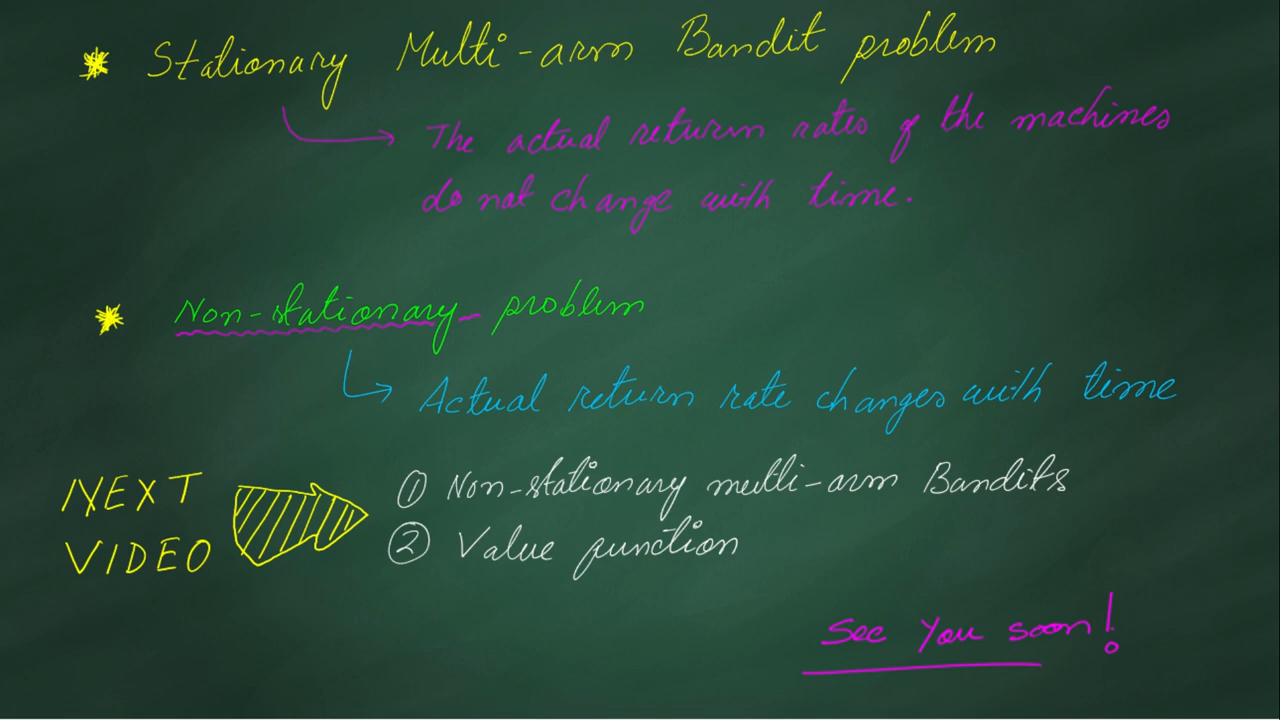 * Stationary Multi-arm Bandit problem
The actual return rates of the machines
do not change with time.
* Non-stationary problem
Actual return rate changes with time
NEXT
VIDEO
① Non-stationary multi-arm Bandits
② Value function
See you soon!